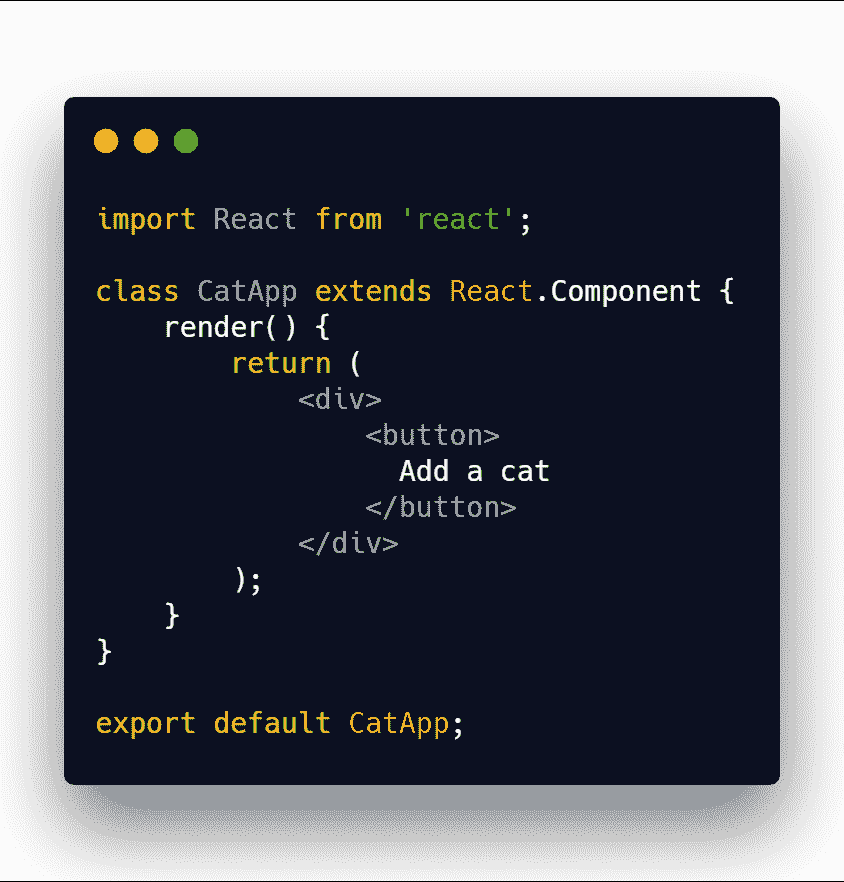 import React from 'react';
class CatApp extends React.Component {
    render() {
        return (
            <div>
                <button>
                  Add a cat
                </button>
            </div>
        );
    }
}
export default CatApp;